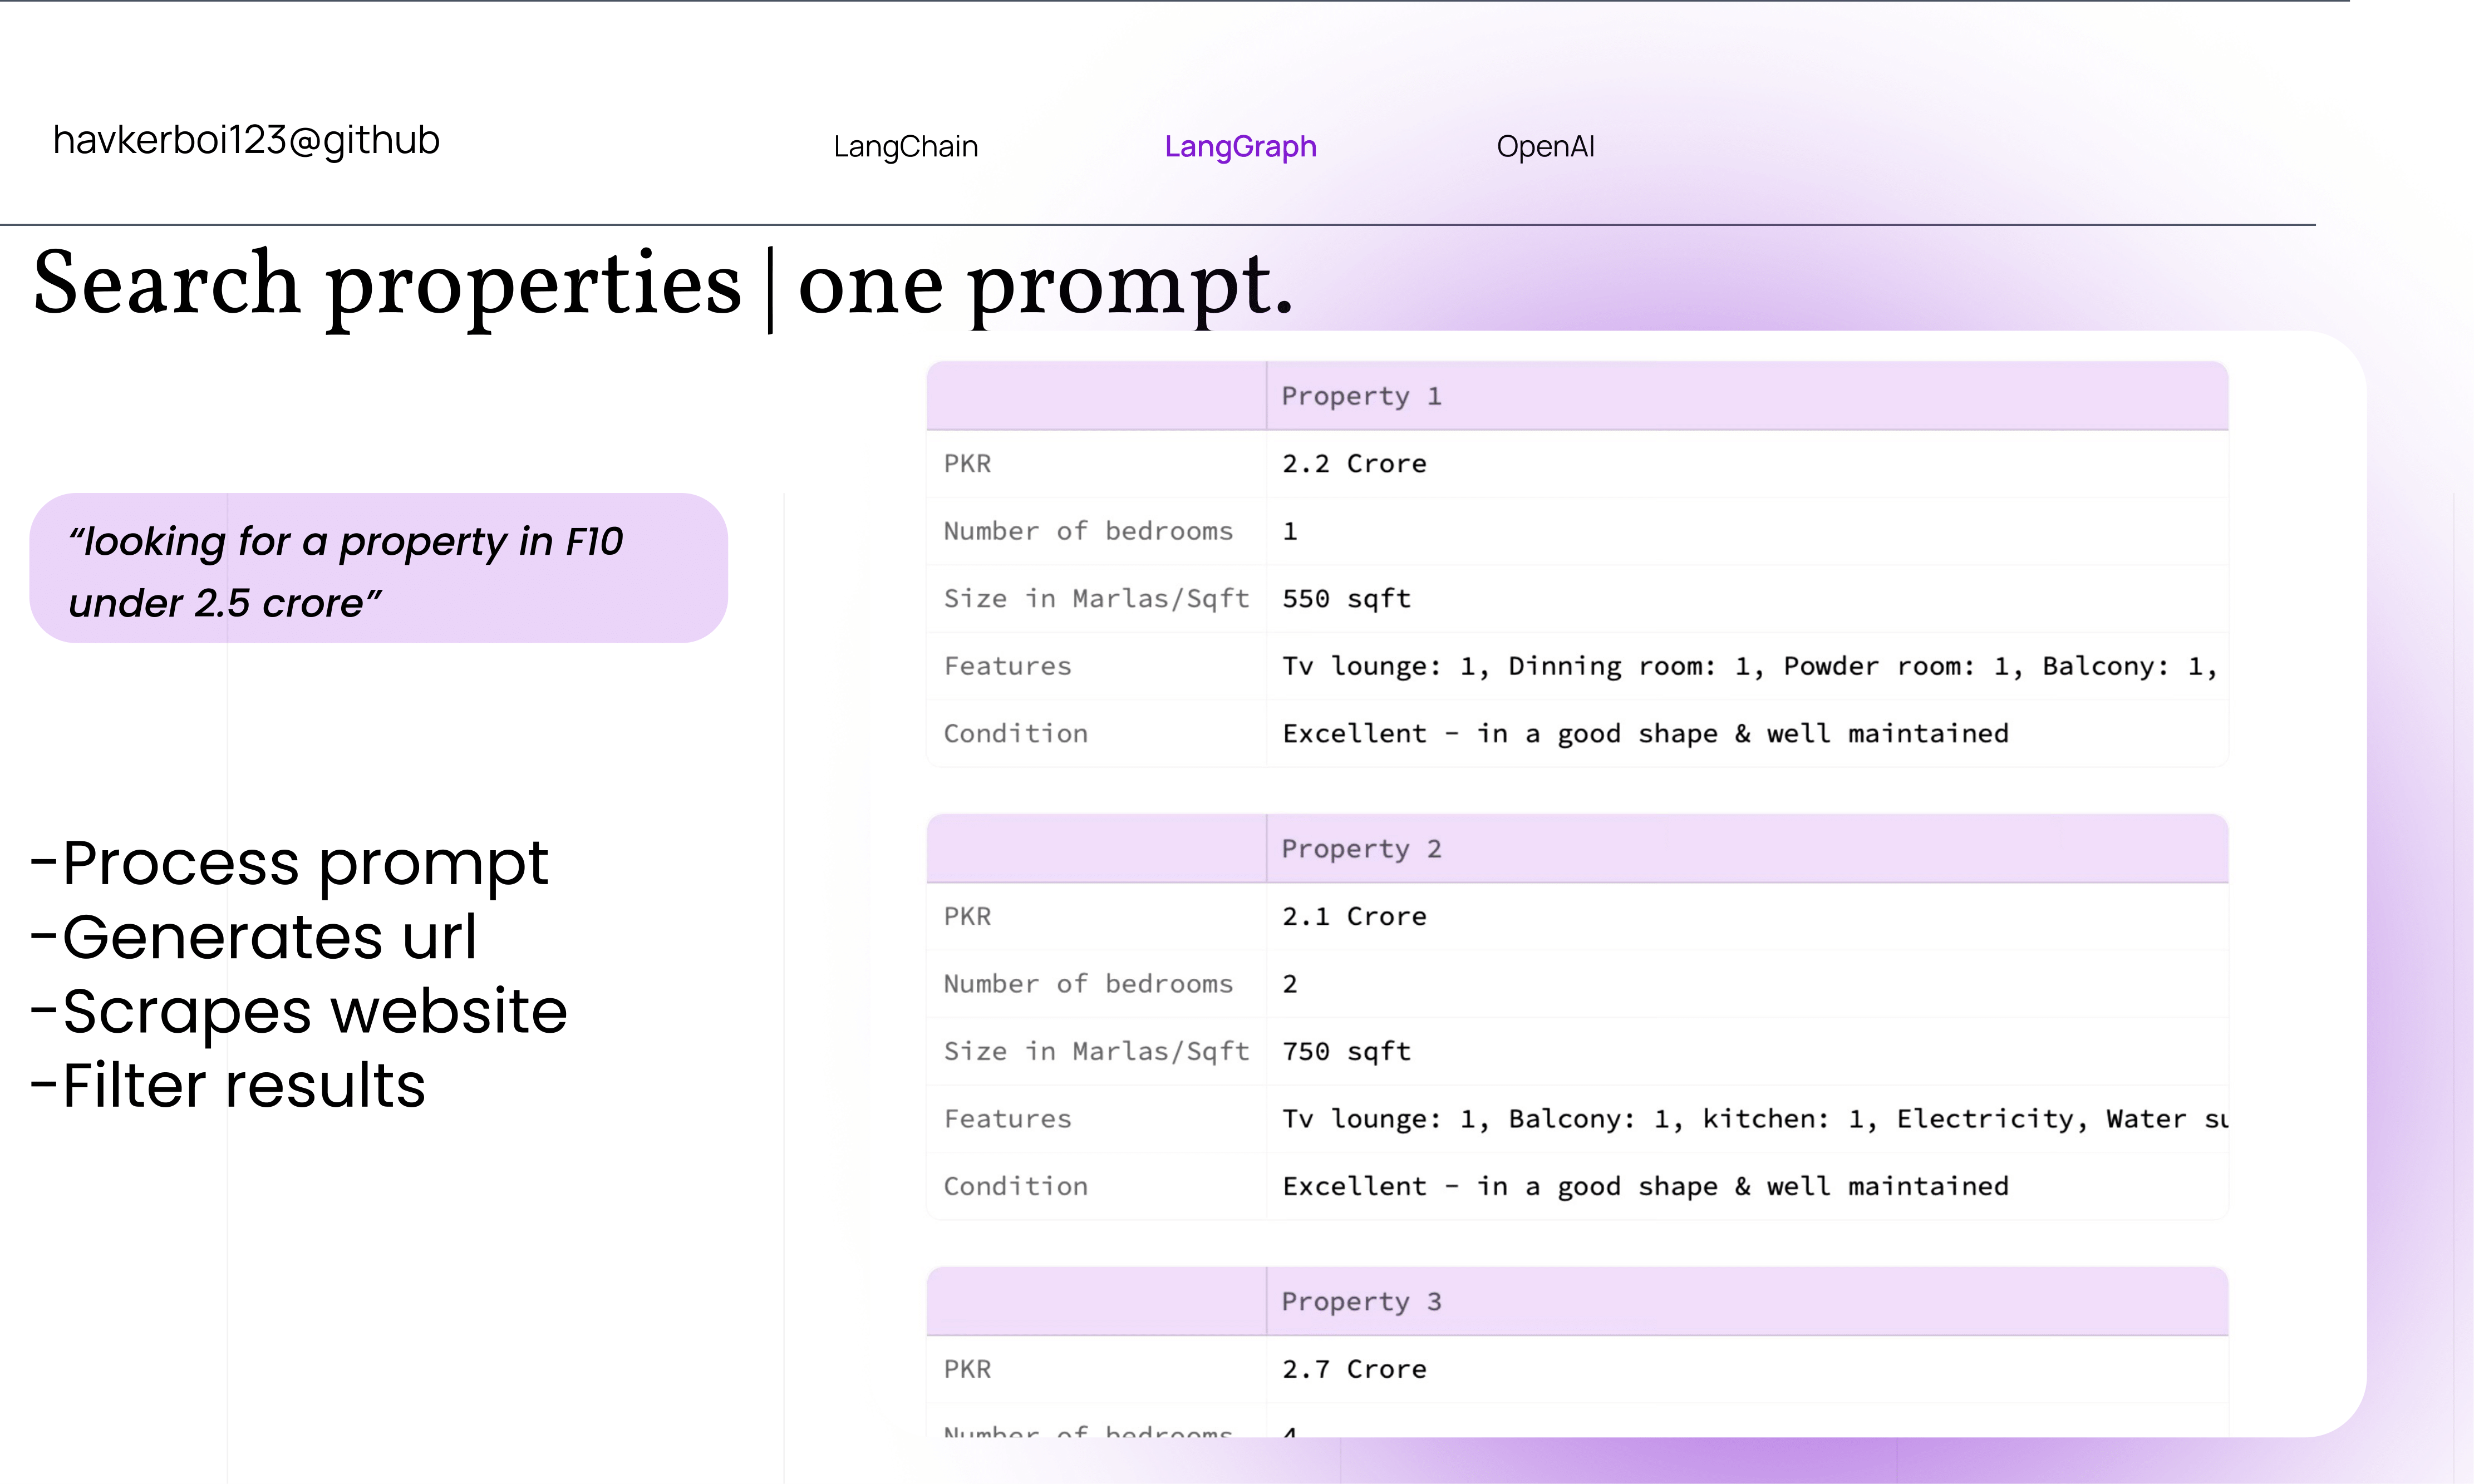 havkerboi123@github
LangChain
LangGraph
OpenAI
Search properties | one prompt.
“looking for a property in F10
under 2.5 crore”
-Process prompt
-Generates url
-Scrapes website
-Filter results
Property 1
PKR 2.2 Crore
Number of bedrooms 1
Size in Marlas/Sqft 550 sqft
Features Tv lounge: 1, Dinning room: 1, Powder room: 1, Balcony: 1,
Condition Excellent - in a good shape & well maintained
Property 2
PKR 2.1 Crore
Number of bedrooms 2
Size in Marlas/Sqft 750 sqft
Features Tv lounge: 1, Balcony: 1, kitchen: 1, Electricity, Water su
Condition Excellent - in a good shape & well maintained
Property 3
PKR 2.7 Crore
Number of bedrooms 4